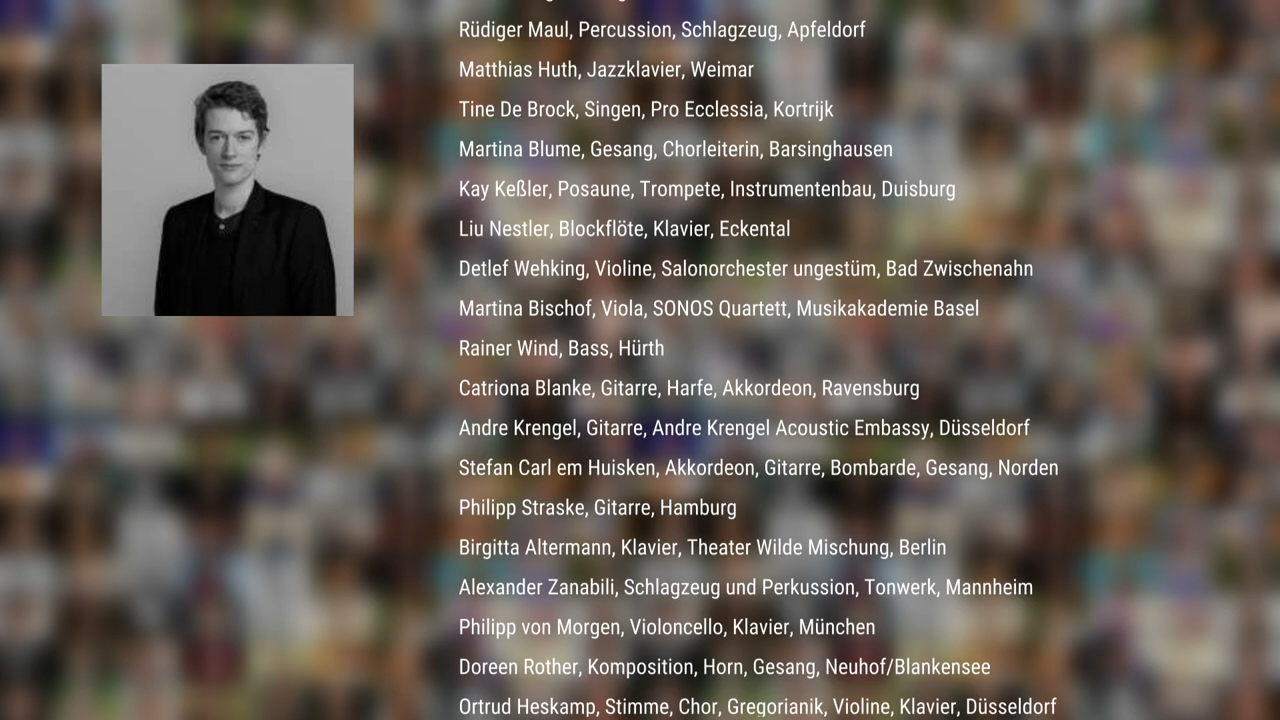 Rüdiger Maul, Percussion, Schlagzeug, Apfeldorf
Matthias Huth, Jazzklavier, Weimar
Tine De Brock, Singen, Pro Ecclessia, Kortrijk
Martina Blume, Gesang, Chorleiterin, Barsinghausen
Kay Keßler, Posaune, Trompete, Instrumentenbau, Duisburg
Liu Nestler, Blockflöte, Klavier, Eckental
Detlef Wehking, Violine, Salonorchester ungestüm, Bad Zwischenahn
Martina Bischof, Viola, SONOS Quartett, Musikakademie Basel
Rainer Wind, Bass, Hürth
Catriona Blanke, Gitarre, Harfe, Akkordeon, Ravensburg
Andre Krengel, Gitarre, Andre Krengel Acoustic Embassy, Düsseldorf
Stefan Carl em Huisken, Akkordeon, Gitarre, Bombarde, Gesang, Norden
Philipp Straske, Gitarre, Hamburg
Birgitta Altermann, Klavier, Theater Wilde Mischung, Berlin
Alexander Zanabili, Schlagzeug und Perkussion, Tonwerk, Mannheim
Philipp von Morgen, Violoncello, Klavier, München
Doreen Rother, Komposition, Horn, Gesang, Neuhof/Blankensee
Ortrud Heskamp, Stimme, Chor, Gregorianik, Violine, Klavier, Düsseldorf